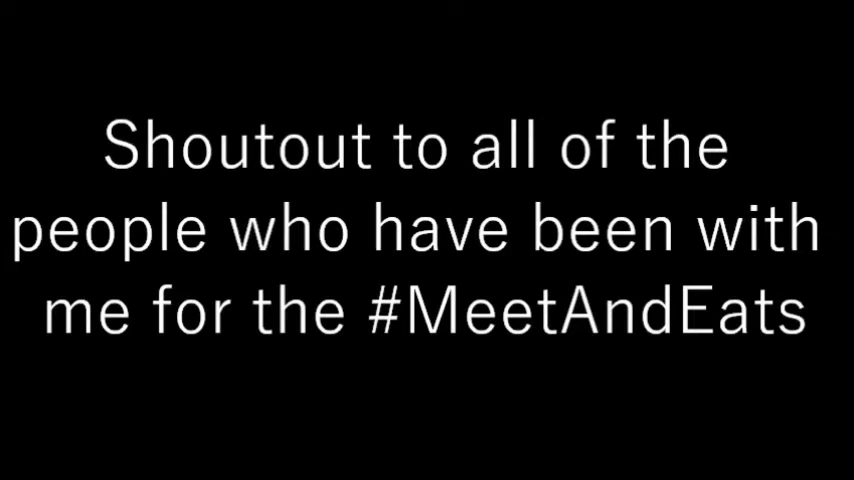 Shoutout to all of the
people who have been with
me for the #MeetAndEats